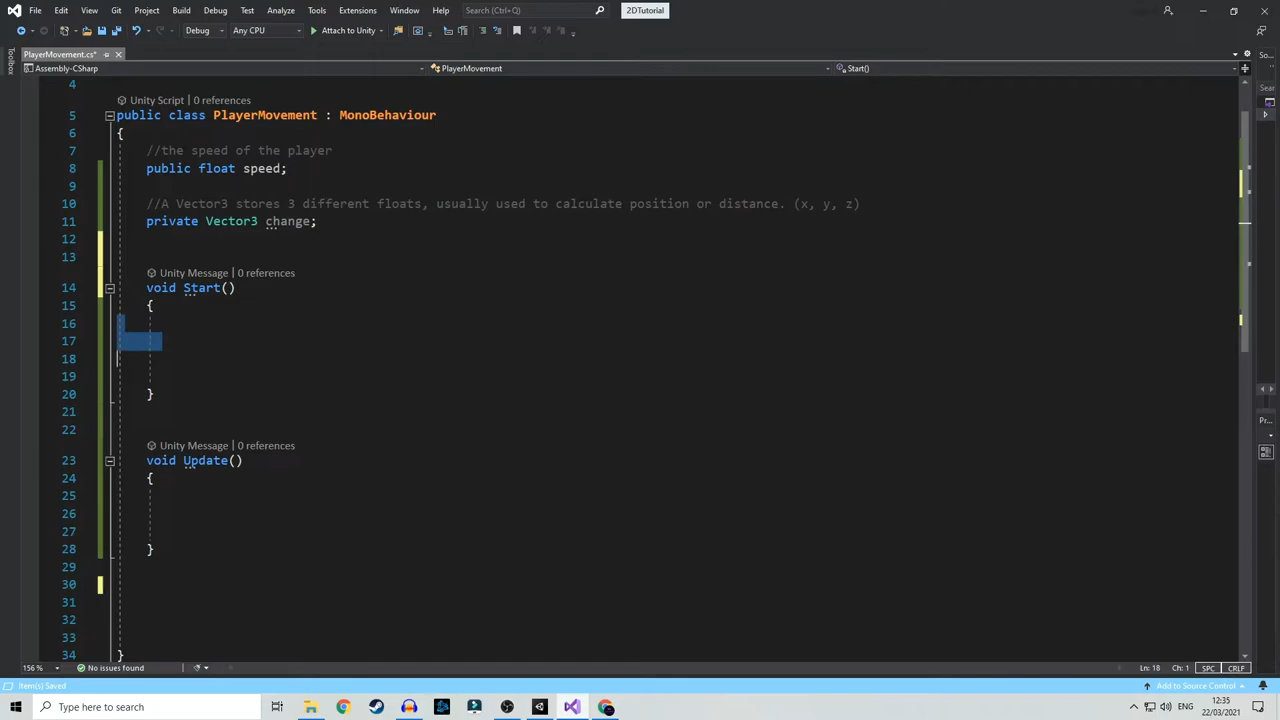 File Edit View Git Project Build Debug Test Analyze Tools Extensions Window Help Search (Ctrl+Q) 2DTutorial
Debug Any CPU Attach to Unity
PlayerMovement.cs*
Toolbox
So...
Assembly-CSharp PlayerMovement Start()
Sear
4
Unity Script | 0 references
5 public class PlayerMovement : MonoBehaviour
6 {
7 //the speed of the player
8 public float speed;
9
10 //A Vector3 stores 3 different floats, usually used to calculate position or distance. (x, y, z)
11 private Vector3 change;
12
13
Unity Message | 0 references
14 void Start()
15 {
16
17
18
19
20 }
21
22
Pr...
Unity Message | 0 references
23 void Update()
24 {
25
26
27
28 }
29
30
31
32
33
34 }
156 % No issues found Ln: 18 Ch: 1 SPC CRLF
Item(s) Saved Add to Source Control
Type here to search ENG 12:35
22/03/2021